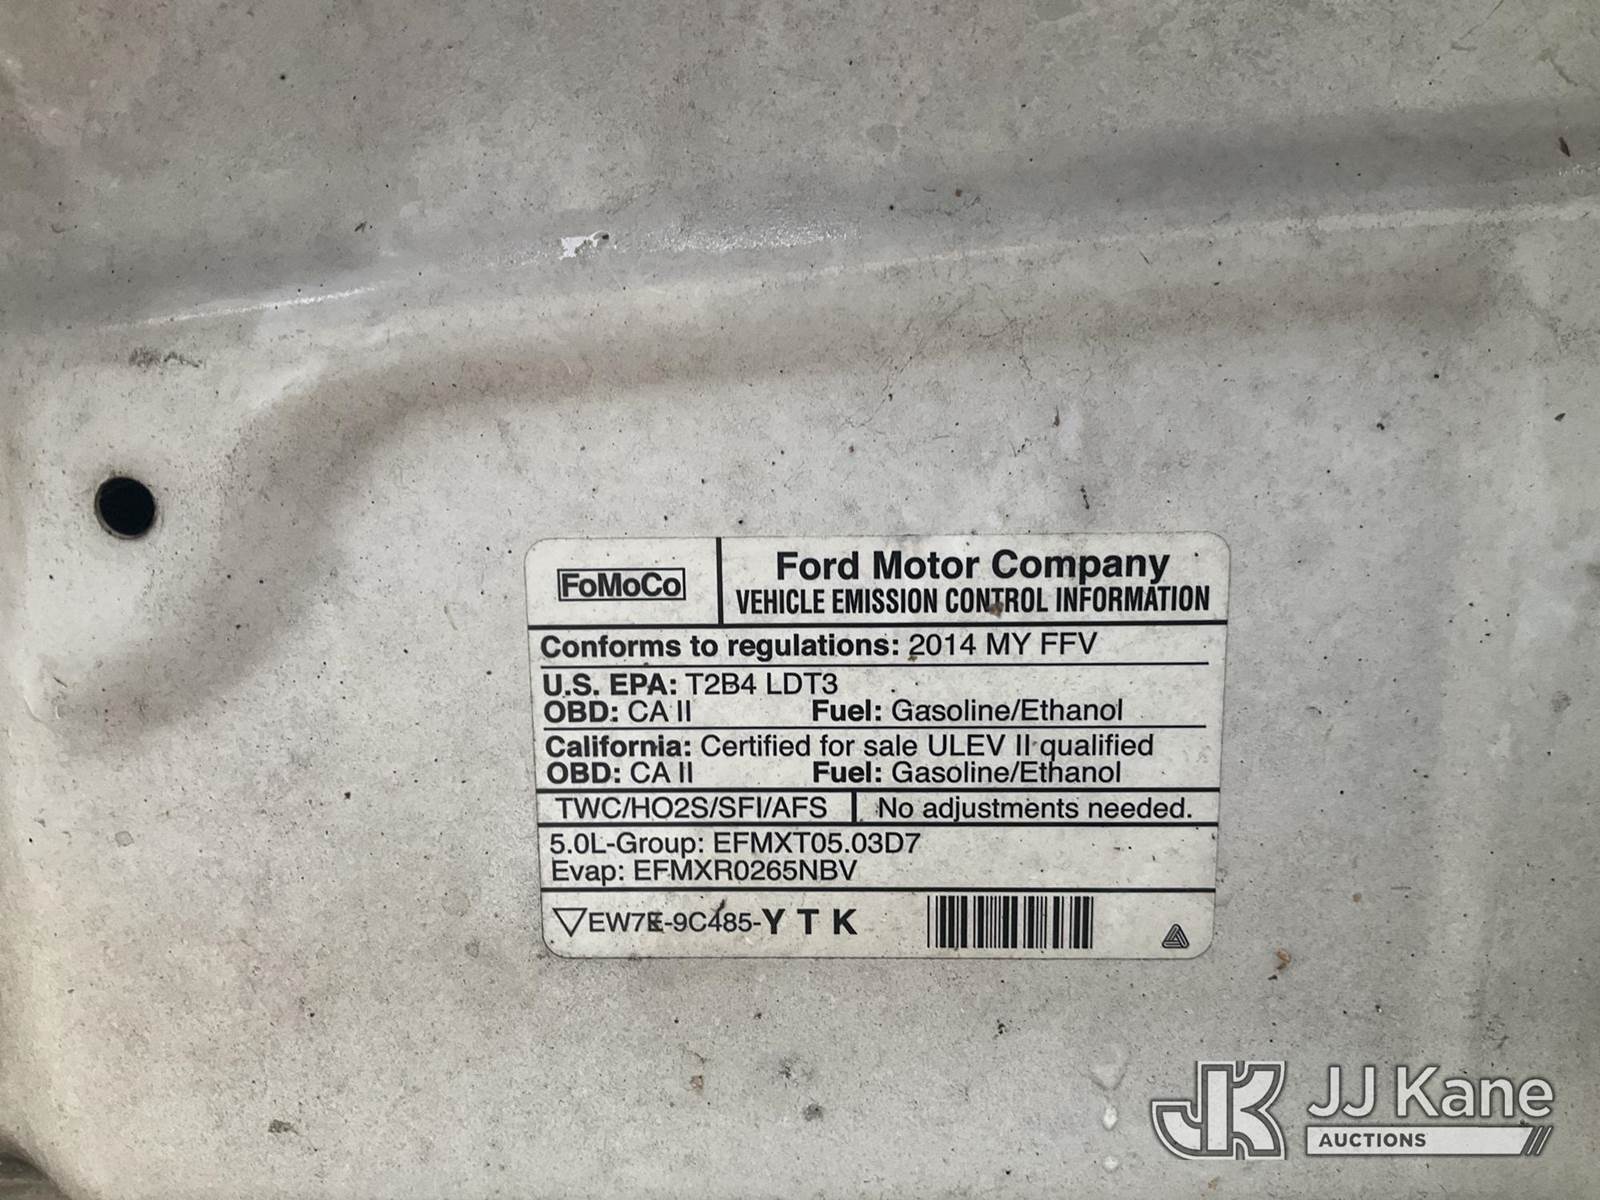 FoMoCo
Ford Motor Company
VEHICLE EMISSION CONTROL INFORMATION
Conforms to regulations: 2014 MY FFV
U.S. EPA: T2B4 LDT3
OBD: CA II Fuel: Gasoline/Ethanol
California: Certified for sale ULEV II qualified
OBD: CA II Fuel: Gasoline/Ethanol
TWC/HO2S/SFI/AFS No adjustments needed.
5.0L-Group: EFMXT05.03D7
Evap: EFMXR0265NBV
EW7E-9C485-Y T K
JK JJ Kane
AUCTIONS